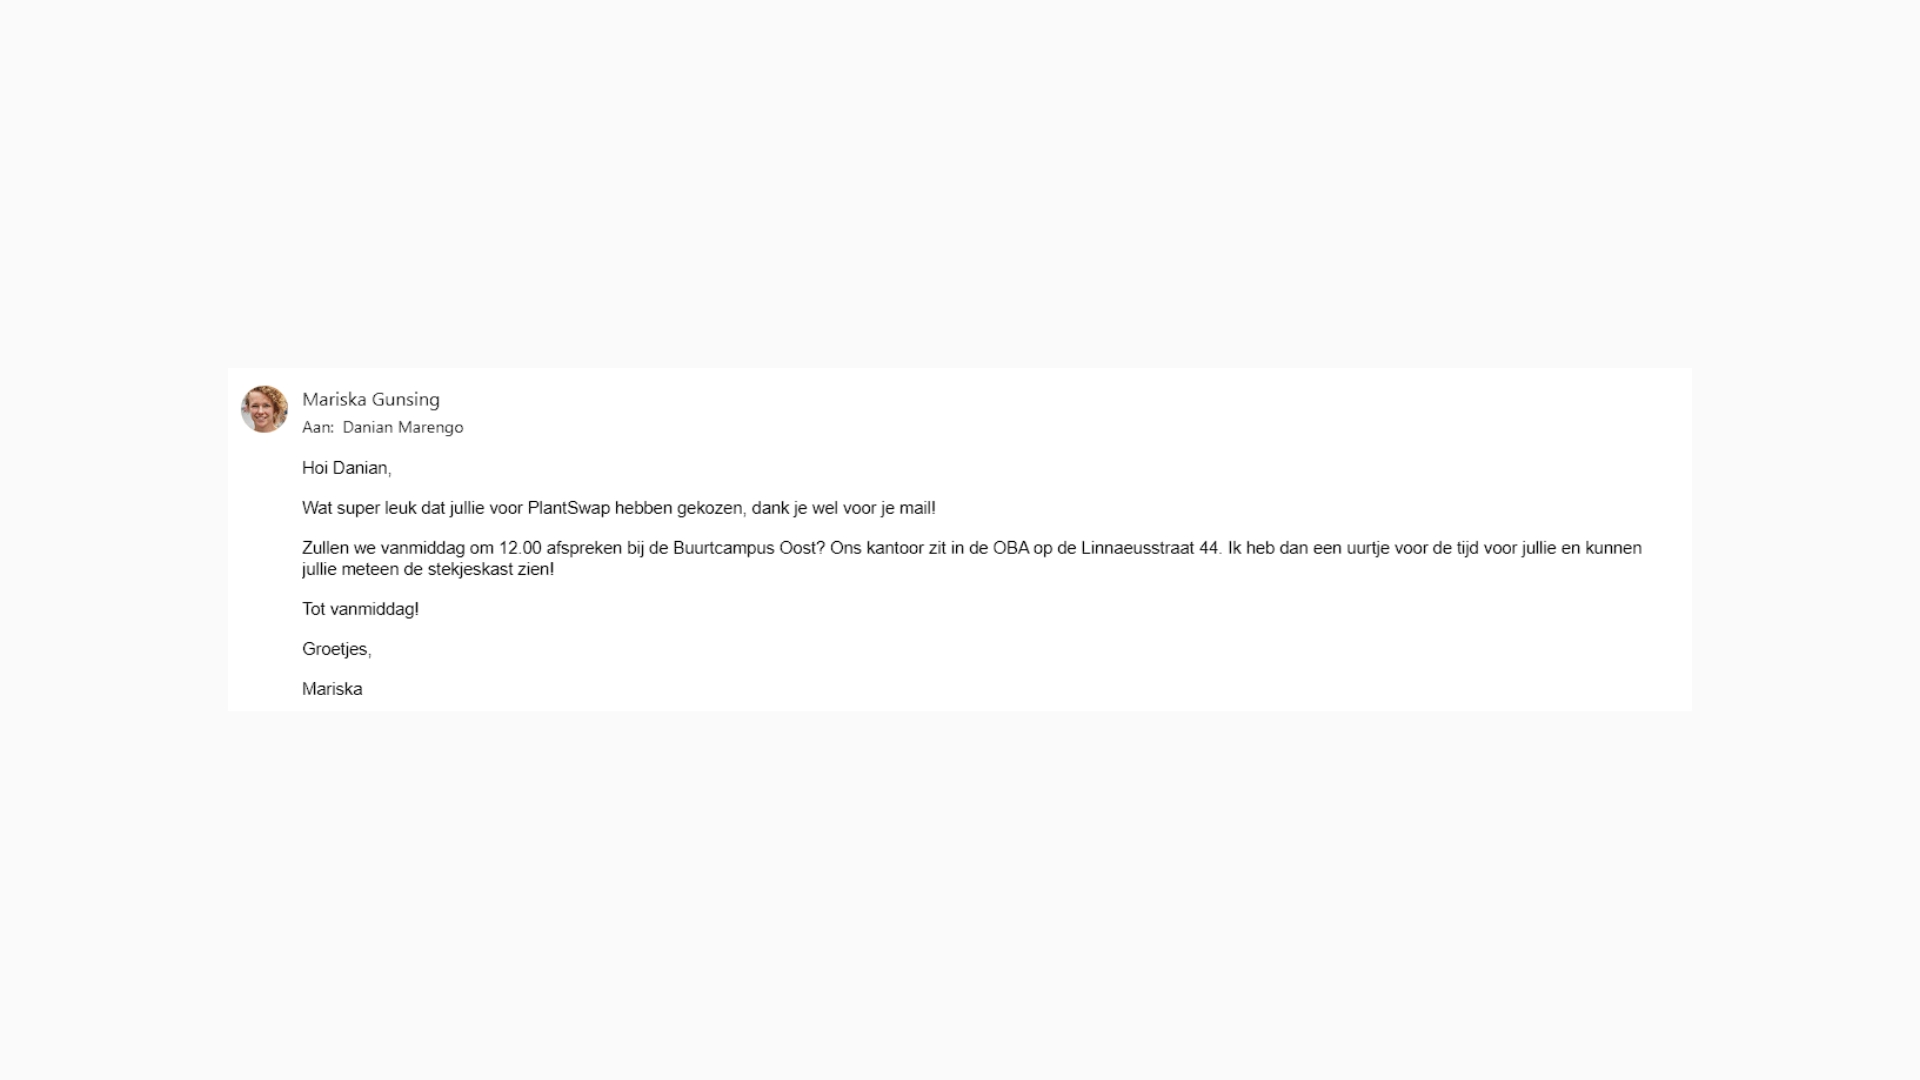 Mariska Gunsing
Aan: Danian Marengo
Hoi Danian,
Wat super leuk dat jullie voor PlantSwap hebben gekozen, dank je wel voor je mail!
Zullen we vanmiddag om 12.00 afspreken bij de Buurtcampus Oost? Ons kantoor zit in de OBA op de Linnaeusstraat 44. Ik heb dan een uurtje voor de tijd voor jullie en kunnen
jullie meteen de stekjeskast zien!
Tot vanmiddag!
Groetjes,
Mariska